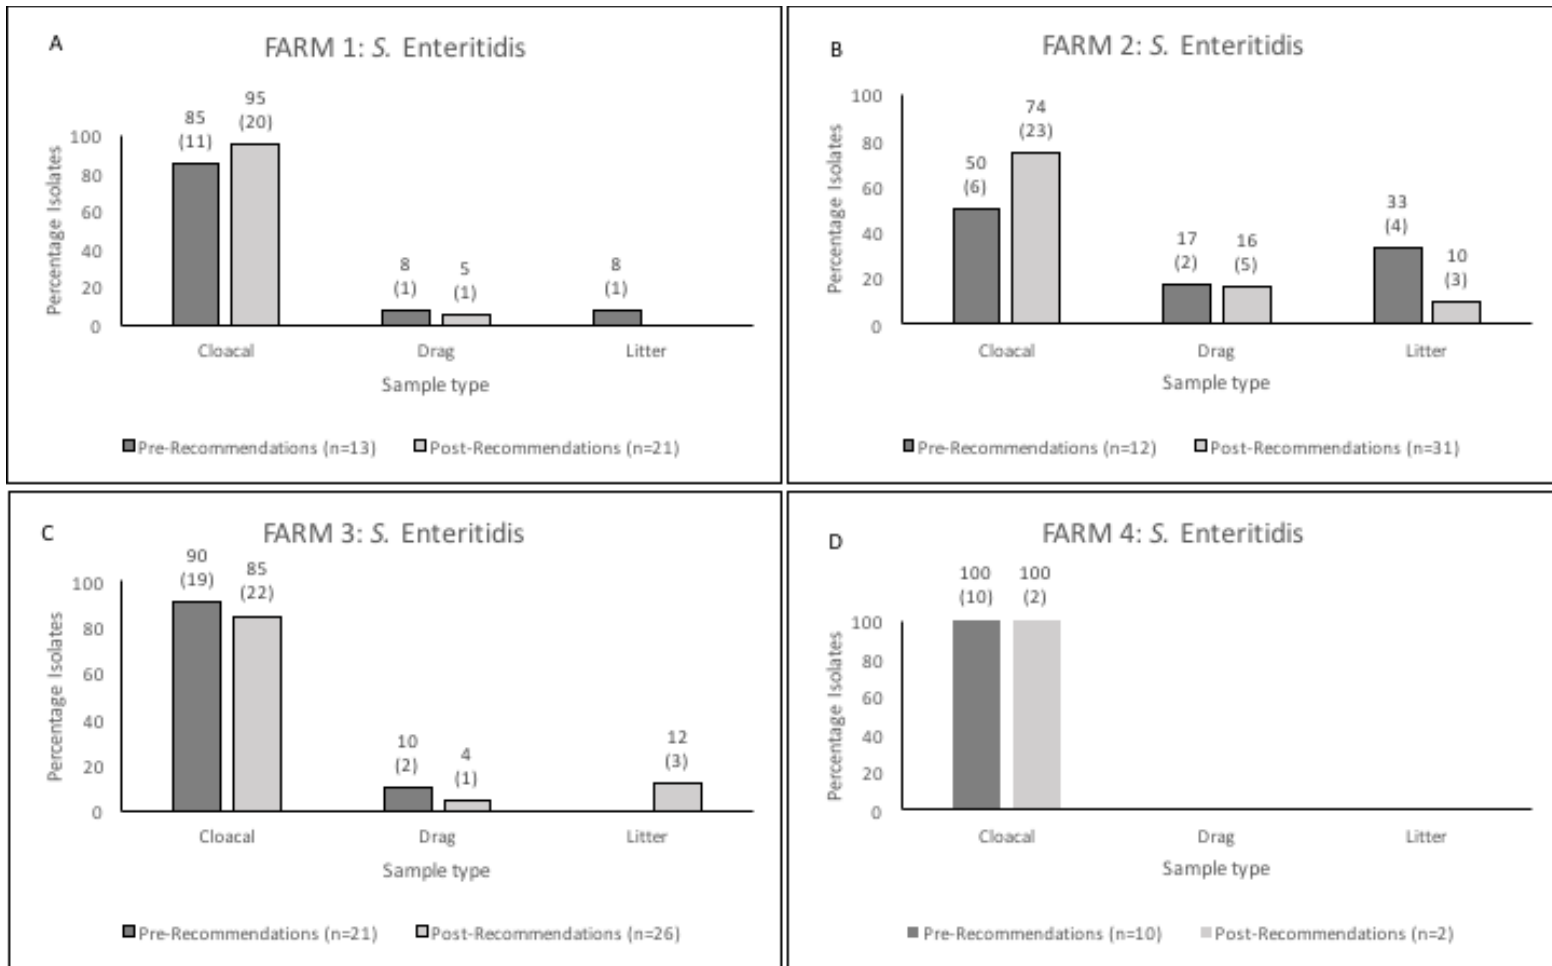 A
FARM 1: S. Enteritidis
85
(11)
95
(20)
8
(1)
5
(1)
8
(1)
100
80
60
40
20
0
Percentage Isolates
Cloacal
Drag
Litter
Sample type
Pre-Recommendations (n=13)
Post-Recommendations (n=21)
B
FARM 2: S. Enteritidis
50
(6)
74
(23)
17
(2)
16
(5)
33
(4)
10
(3)
100
80
60
40
20
0
Percentage Isolates
Cloacal
Drag
Litter
Sample type
Pre-Recommendations (n=12)
Post-Recommendations (n=31)
C
FARM 3: S. Enteritidis
90
(19)
85
(22)
10
(2)
4
(1)
12
(3)
100
80
60
40
20
0
Percentage Isolates
Cloacal
Drag
Litter
Sample type
Pre-Recommendations (n=21)
Post-Recommendations (n=26)
D
FARM 4: S. Enteritidis
100
(10)
100
(2)
100
80
60
40
20
0
Percentage Isolates
Cloacal
Drag
Litter
Sample type
Pre-Recommendations (n=10)
Post-Recommendations (n=2)